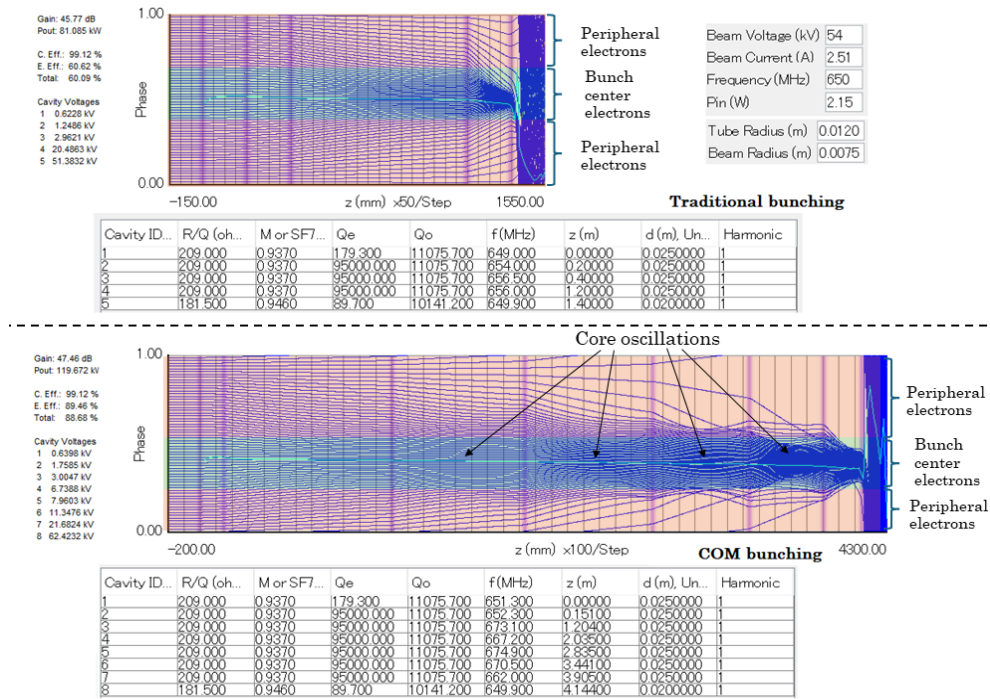 Gain: 45.77 dB
Pout: 81.085 kW
C. Eff.: 99.12 %
E. Eff.: 60.62 %
Total: 60.09 %
Cavity Voltages
1 0.6228 kV
2 1.2486 kV
3 2.9621 kV
4 20.4863 kV
5 51.3832 kV
1.00
Phase
0.00
-150.00
z (mm) x50/Step
1550.00
Peripheral
electrons
Bunch
center
electrons
Peripheral
electrons
Beam Voltage (kV) 54
Beam Current (A) 2.51
Frequency (MHz) 650
Pin (W) 2.15
Tube Radius (m) 0.0120
Beam Radius (m) 0.0075
Traditional bunching
Cavity ID... R/Q (oh... M or SF7... Qe Qo f(MHz) z (m) d (m), Un... Harmonic
1 209.000 0.9370 179.300 11075.700 649.000 0.00000 0.0250000 1
2 209.000 0.9370 95000.000 11075.700 654.000 0.20000 0.0250000 1
3 209.000 0.9370 95000.000 11075.700 656.500 0.40000 0.0250000 1
4 209.000 0.9370 95000.000 11075.700 656.000 1.20000 0.0250000 1
5 181.500 0.9460 89.700 10141.200 649.900 1.40000 0.0200000 1
Core oscillations
Gain: 47.46 dB
Pout: 119.672 kW
C. Eff.: 99.12 %
E. Eff.: 89.46 %
Total: 88.68 %
Cavity Voltages
1 0.6398 kV
2 1.7585 kV
3 3.0047 kV
4 6.7388 kV
5 7.9603 kV
6 11.3476 kV
7 21.6824 kV
8 62.4232 kV
1.00
Phase
0.00
-200.00
z (mm) x100/Step
4300.00
Peripheral
electrons
Bunch
center
electrons
Peripheral
electrons
COM bunching
Cavity ID... R/Q (oh... M or SF7... Qe Qo f(MHz) z (m) d (m), Un... Harmonic
1 209.000 0.9370 179.300 11075.700 651.300 0.00000 0.0250000 1
2 209.000 0.9370 95000.000 11075.700 652.300 0.15100 0.0250000 1
3 209.000 0.9370 95000.000 11075.700 673.100 1.20400 0.0250000 1
4 209.000 0.9370 95000.000 11075.700 667.200 2.03500 0.0250000 1
5 209.000 0.9370 95000.000 11075.700 674.900 2.83500 0.0250000 1
6 209.000 0.9370 95000.000 11075.700 670.500 3.44100 0.0250000 1
7 209.000 0.9370 95000.000 11075.700 662.000 3.90500 0.0250000 1
8 181.500 0.9460 89.700 10141.200 649.900 4.14400 0.0200000 1